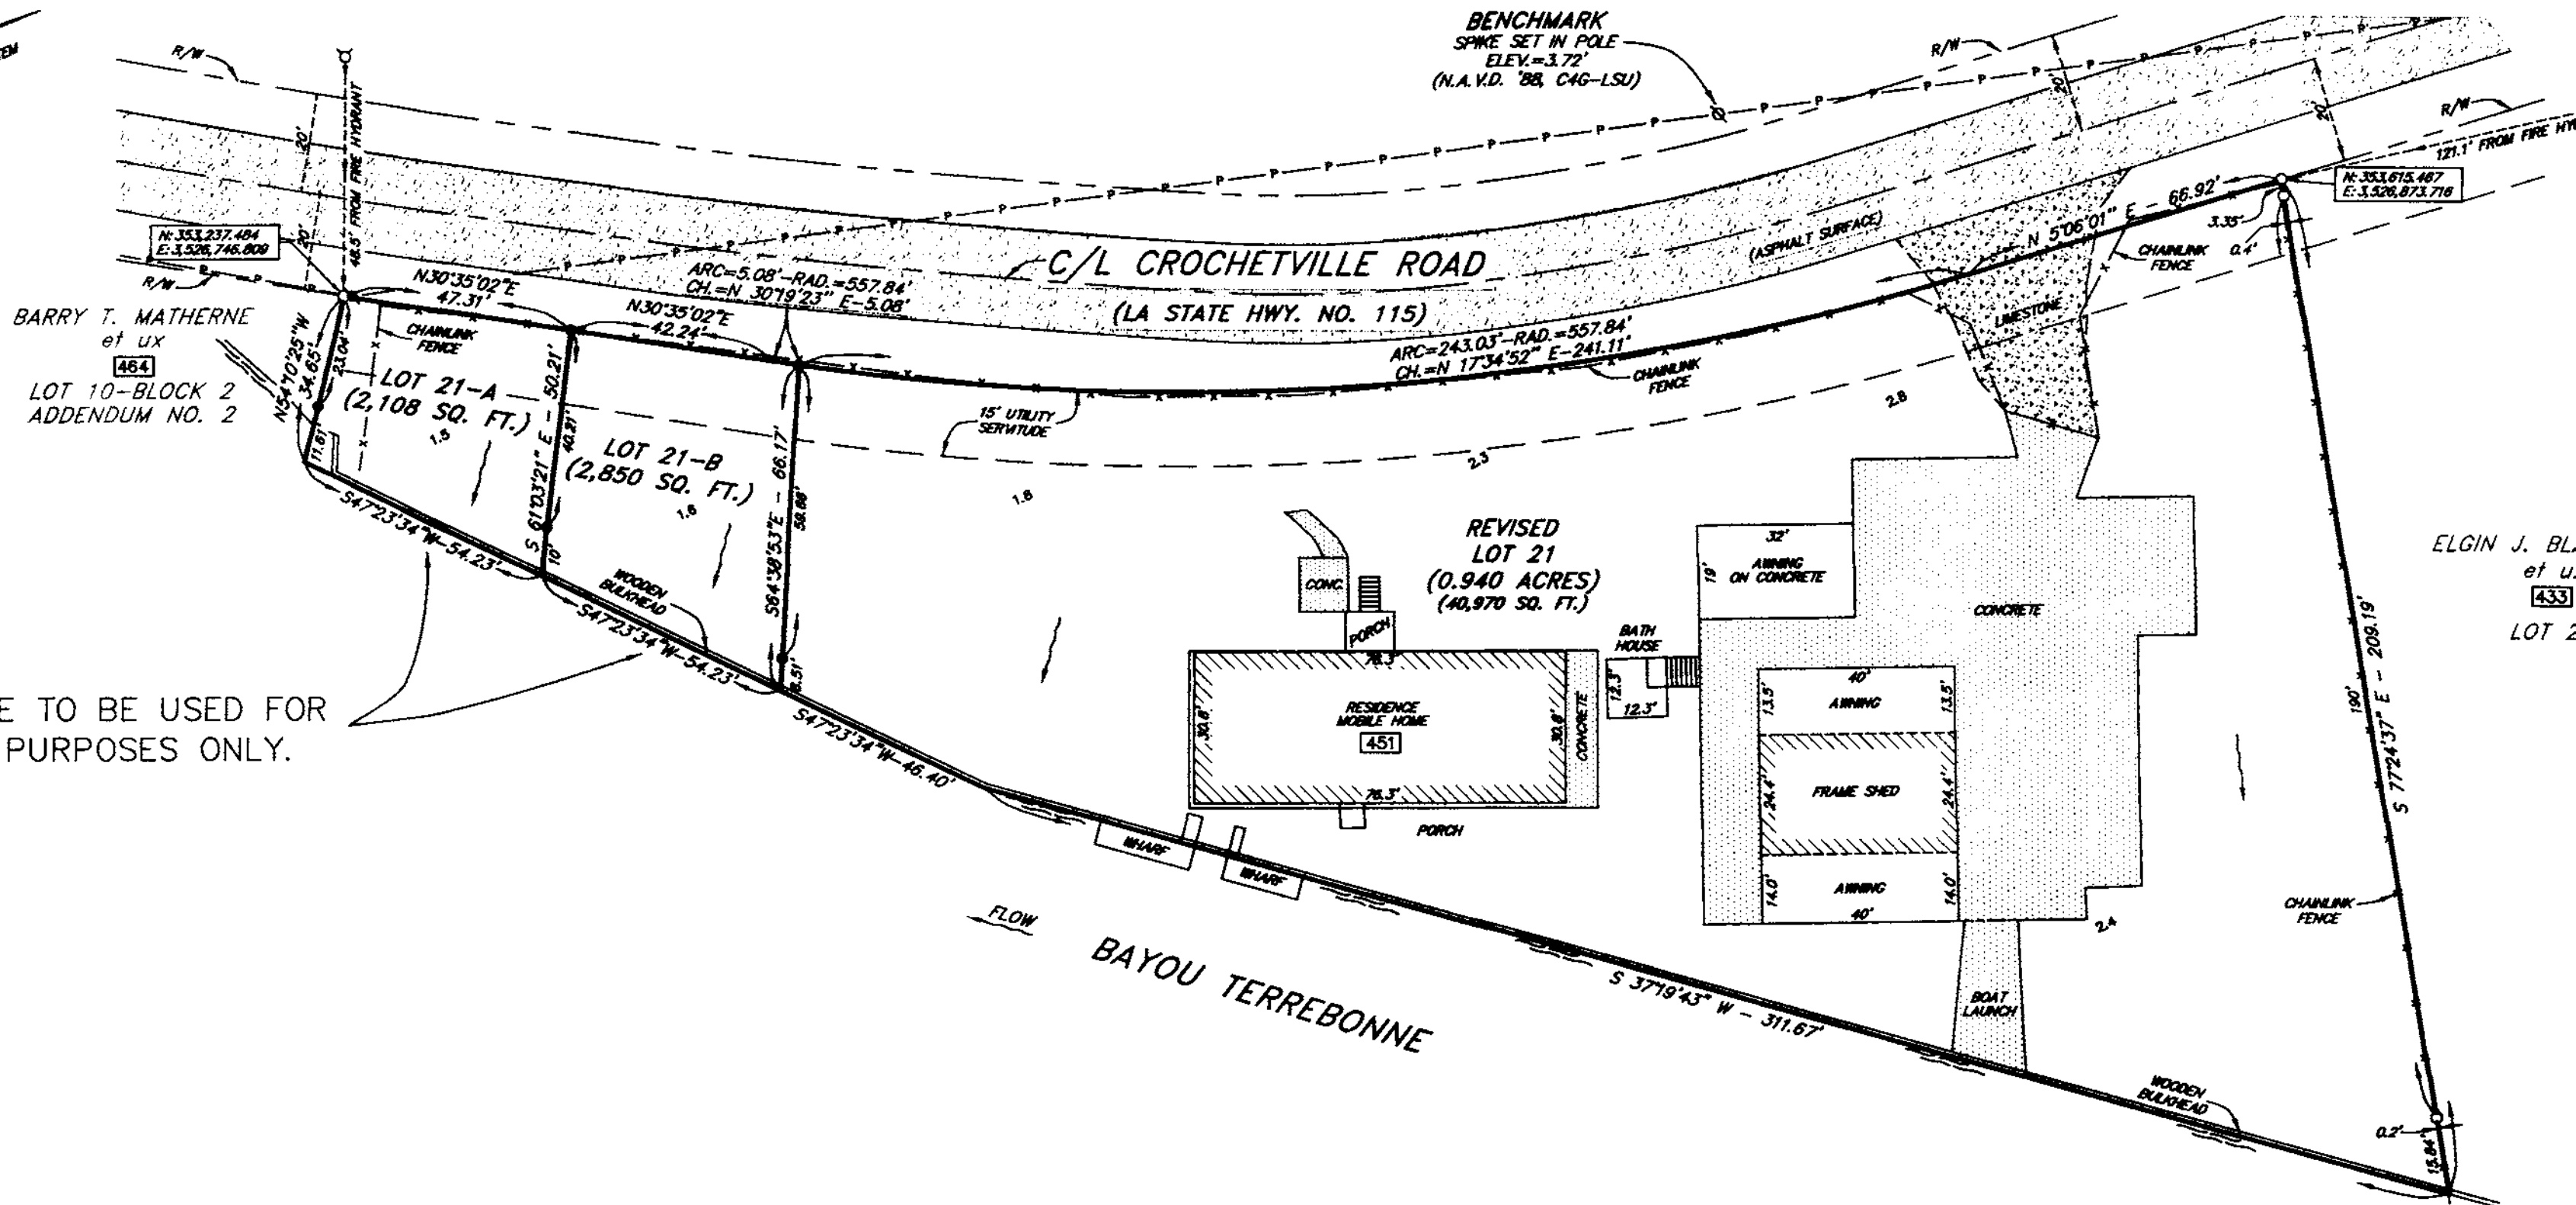 BENCHMARK
SPIKE SET IN POLE
ELEV.=3.72'
(N.A.V.D. '88, C4G-LSU)
R/W
R/W
R/W
R/W
20'
20'
20'
20'
48.5' FROM FIRE HYDRANT
121.1' FROM FIRE
N: 353,237.484
E: 3,526,746.809
N: 353,615.467
E: 3,526,873.716
C/L CROCHETVILLE ROAD
(LA STATE HWY. NO. 115)
(ASPHALT SURFACE)
N 5°06'01" E - 66.92'
3.35'
0.4'
CHAINLINK
FENCE
LIMESTONE
BARRY T. MATHERNE
et ux
464
LOT 10-BLOCK 2
ADDENDUM NO. 2
N30°35'02"E
47.31'
N30°35'02"E
42.24'
ARC=5.08'-RAD.=557.84'
CH.=N 30°19'23" E-5.08'
ARC=243.03'-RAD.=557.84'
CH.=N 17°34'52" E-241.11'
CHAINLINK
FENCE
CHAINLINK
FENCE
N54°10'25"W
34.65'
23.04'
11.61'
LOT 21-A
(2,108 SQ. FT.)
1.5
S 61°03'21" E - 50.21'
40.21'
10'
LOT 21-B
(2,850 SQ. FT.)
1.6
S64°38'53"E - 66.17'
8.51'
15' UTILITY
SERVITUDE
1.8
2.3
2.8
S47°23'34"W-54.23'
S47°23'34"W-54.23'
WOODEN
BULKHEAD
S47°23'34"W-46.40'
E TO BE USED FOR
PURPOSES ONLY.
REVISED
LOT 21
(0.940 ACRES)
(40,970 SQ. FT.)
CONC.
PORCH
76.3'
RESIDENCE
MOBILE HOME
451
30.8'
30.8'
76.3'
CONCRETE
PORCH
BATH
HOUSE
12.3'
12.3'
32'
19'
AWNING
ON CONCRETE
CONCRETE
40'
13.5'
AWNING
13.5'
24.4'
FRAME SHED
24.4'
14.0'
AWNING
14.0'
40'
BOAT
LAUNCH
2.4
ELGIN J.
et
433
LOT
S 77°24'37" E - 209.19'
190'
CHAINLINK
FENCE
WHARF
WHARF
FLOW
BAYOU TERREBONNE
S 37°19'43" W - 311.67'
WOODEN
BULKHEAD
0.2'
15.84'